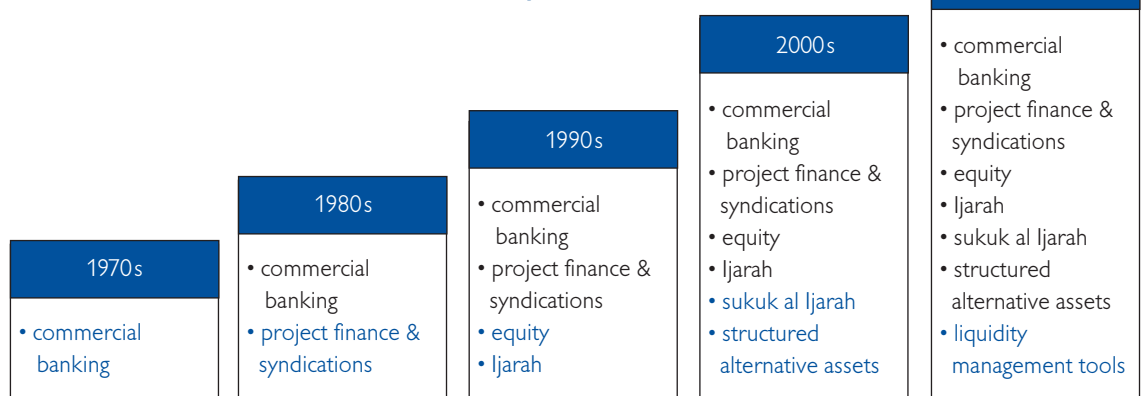 1970s
• commercial
banking
1980s
• commercial
banking
• project finance &
syndications
1990s
• commercial
banking
• project finance &
syndications
• equity
• Ijarah
2000s
• commercial
banking
• project finance &
syndications
• equity
• Ijarah
• sukuk al Ijarah
• structured
alternative assets
• commercial
banking
• project finance &
syndications
• equity
• Ijarah
• sukuk al Ijarah
• structured
alternative assets
• liquidity
management tools